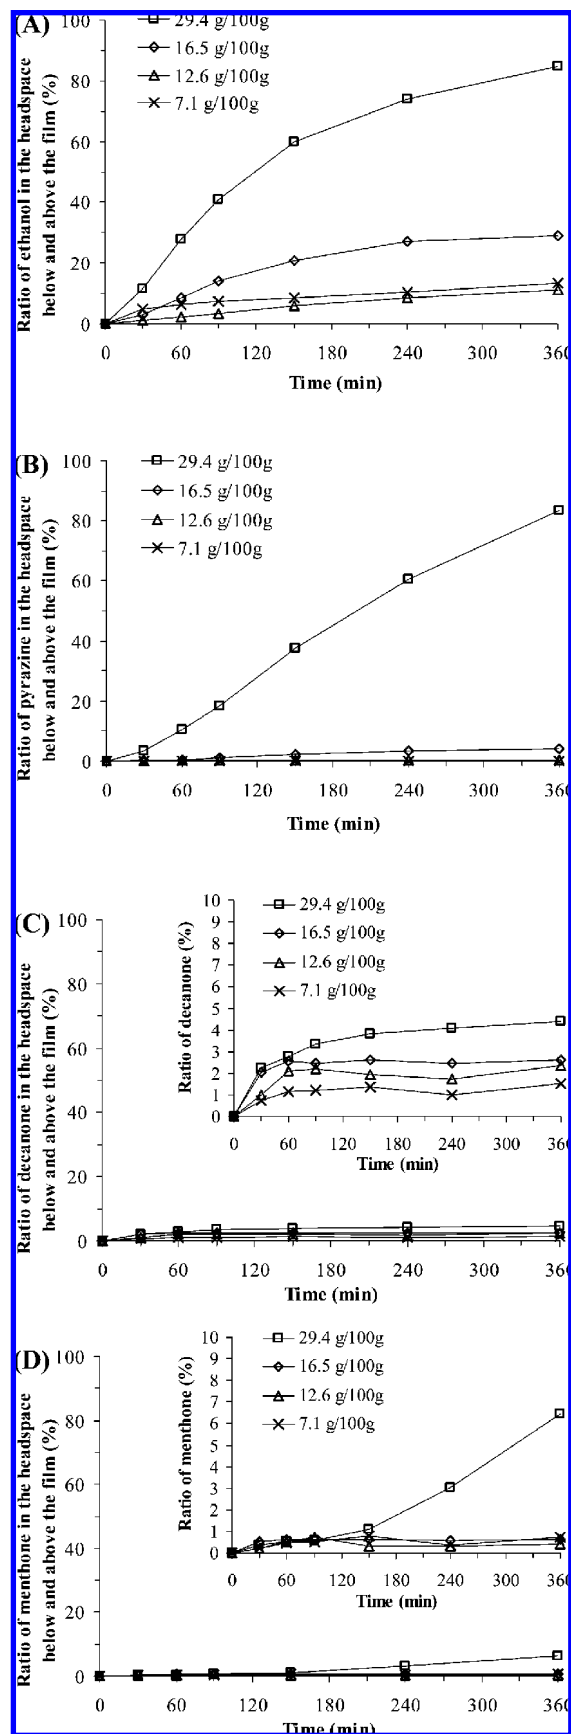 (A)
100
29.4 g/100g
16.5 g/100g
12.6 g/100g
7.1 g/100g
80
60
40
20
0
Ratio of ethanol in the headspace
below and above the film (%)
0 60 120 180 240 300 360
Time (min)
(B)
100
29.4 g/100g
16.5 g/100g
12.6 g/100g
7.1 g/100g
80
60
40
20
0
Ratio of pyrazine in the headspace
below and above the film (%)
0 60 120 180 240 300 360
Time (min)
(C)
100
80
60
40
20
0
Ratio of decanone in the headspace
below and above the film (%)
10
9
8
7
6
5
4
3
2
1
0
Ratio of decanone (%)
29.4 g/100g
16.5 g/100g
12.6 g/100g
7.1 g/100g
0 60 120 180 240 300 360
Time (min)
0 60 120 180 240 300 360
Time (min)
(D)
100
80
60
40
20
0
Ratio of menthone in the headspace
below and above the film (%)
10
9
8
7
6
5
4
3
2
1
0
Ratio of menthone (%)
29.4 g/100g
16.5 g/100g
12.6 g/100g
7.1 g/100g
0 60 120 180 240 300 360
Time (min)
0 60 120 180 240 300 360
Time (min)